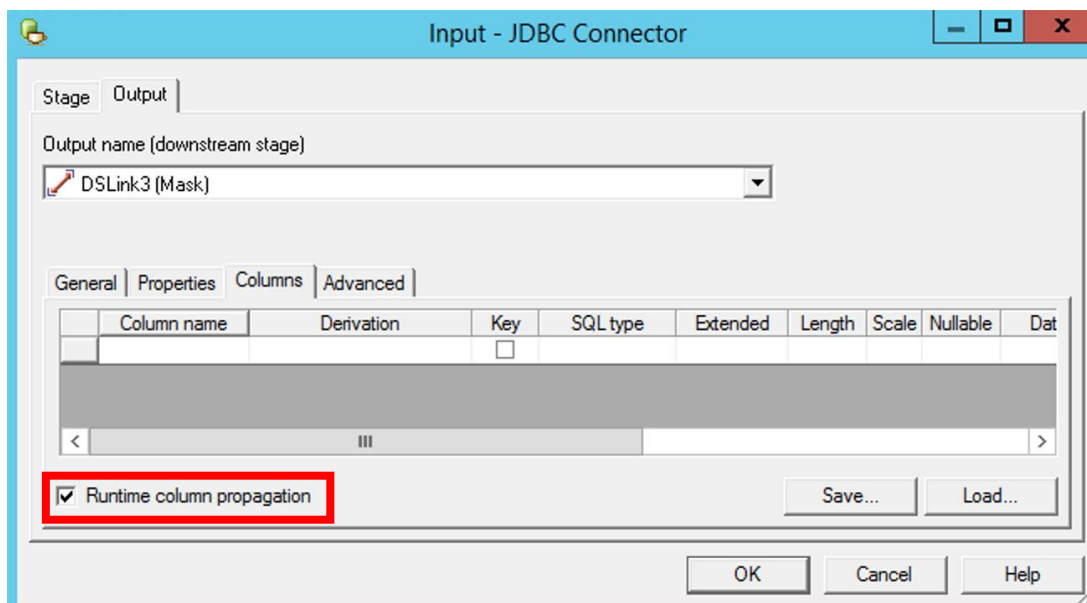 Input - JDBC Connector
Stage Output
Output name (downstream stage)
DSLink3 (Mask)
General Properties Columns Advanced
Column name Derivation Key SQL type Extended Length Scale Nullable Dat
Runtime column propagation Save... Load...
OK Cancel Help